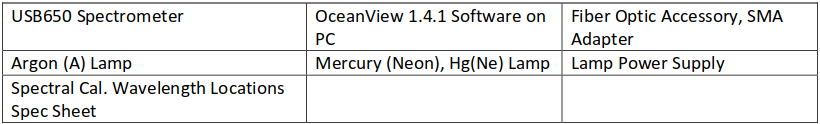 USB650 Spectrometer
OceanView 1.4.1 Software on
PC
Fiber Optic Accessory, SMA
Adapter
Argon (A) Lamp
Mercury (Neon), Hg(Ne) Lamp
Lamp Power Supply
Spectral Cal. Wavelength Locations
Spec Sheet